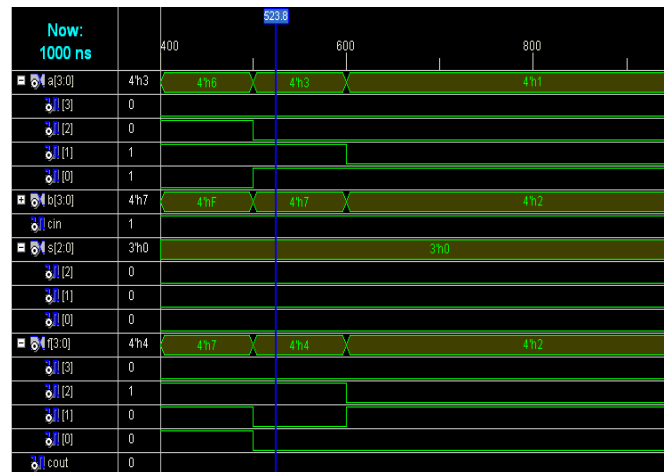 523.8
Now:
1000 ns
400 600 800
a[3:0] 4'h3 4'h6 4'h3 4'h1
[3] 0
[2] 0
[1] 1
[0] 1
b[3:0] 4'h7 4'hF 4'h7 4'h2
cin 1
s[2:0] 3'h0 3'h0
[2] 0
[1] 0
[0] 0
f[3:0] 4'h4 4'h7 4'h4 4'h2
[3] 0
[2] 1
[1] 0
[0] 0
cout 0